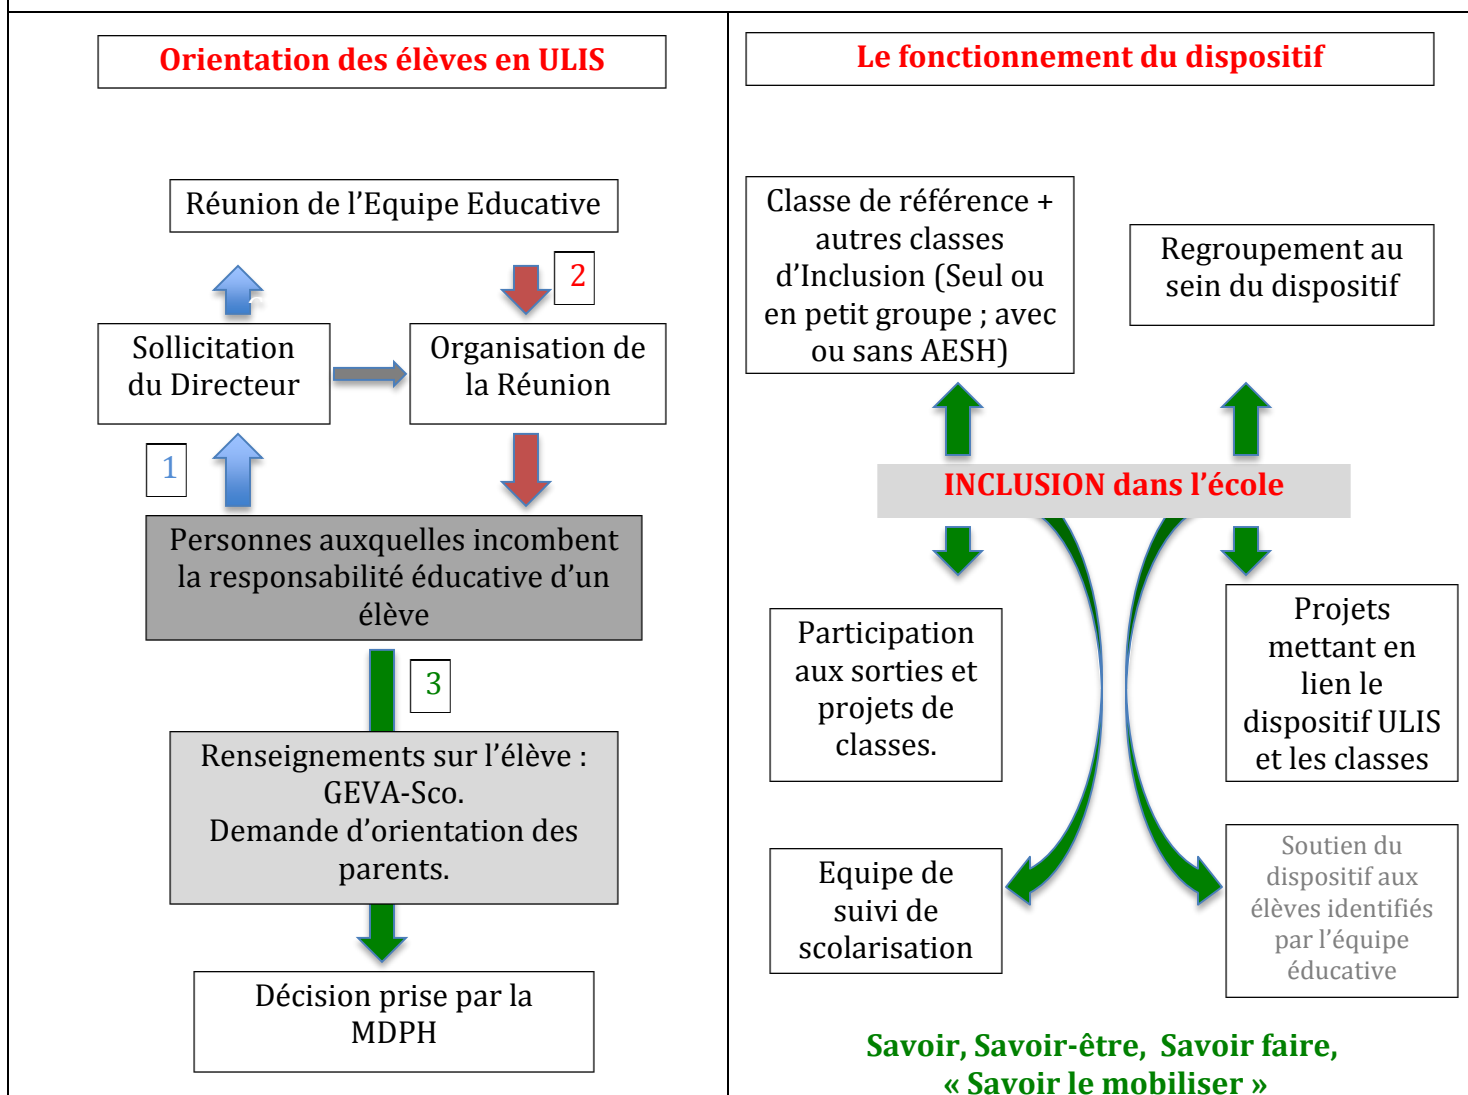 Orientation des élèves en ULIS
Réunion de l’Equipe Educative
2
Sollicitation
du Directeur
Organisation de
la Réunion
1
Personnes auxquelles incombent
la responsabilité éducative d’un
élève
3
Renseignements sur l’élève :
GEVA-Sco.
Demande d’orientation des
parents.
Décision prise par la
MDPH
Le fonctionnement du dispositif
Classe de référence +
autres classes
d’Inclusion (Seul ou
en petit groupe ; avec
ou sans AESH)
Regroupement au
sein du dispositif
INCLUSION dans l’école
Participation
aux sorties et
projets de
classes.
Projets
mettant en
lien le
dispositif ULIS
et les classes
Equipe de
suivi de
scolarisation
Soutien du
dispositif aux
élèves identifiés
par l’équipe
éducative
Savoir, Savoir-être,  Savoir faire,
« Savoir le mobiliser »